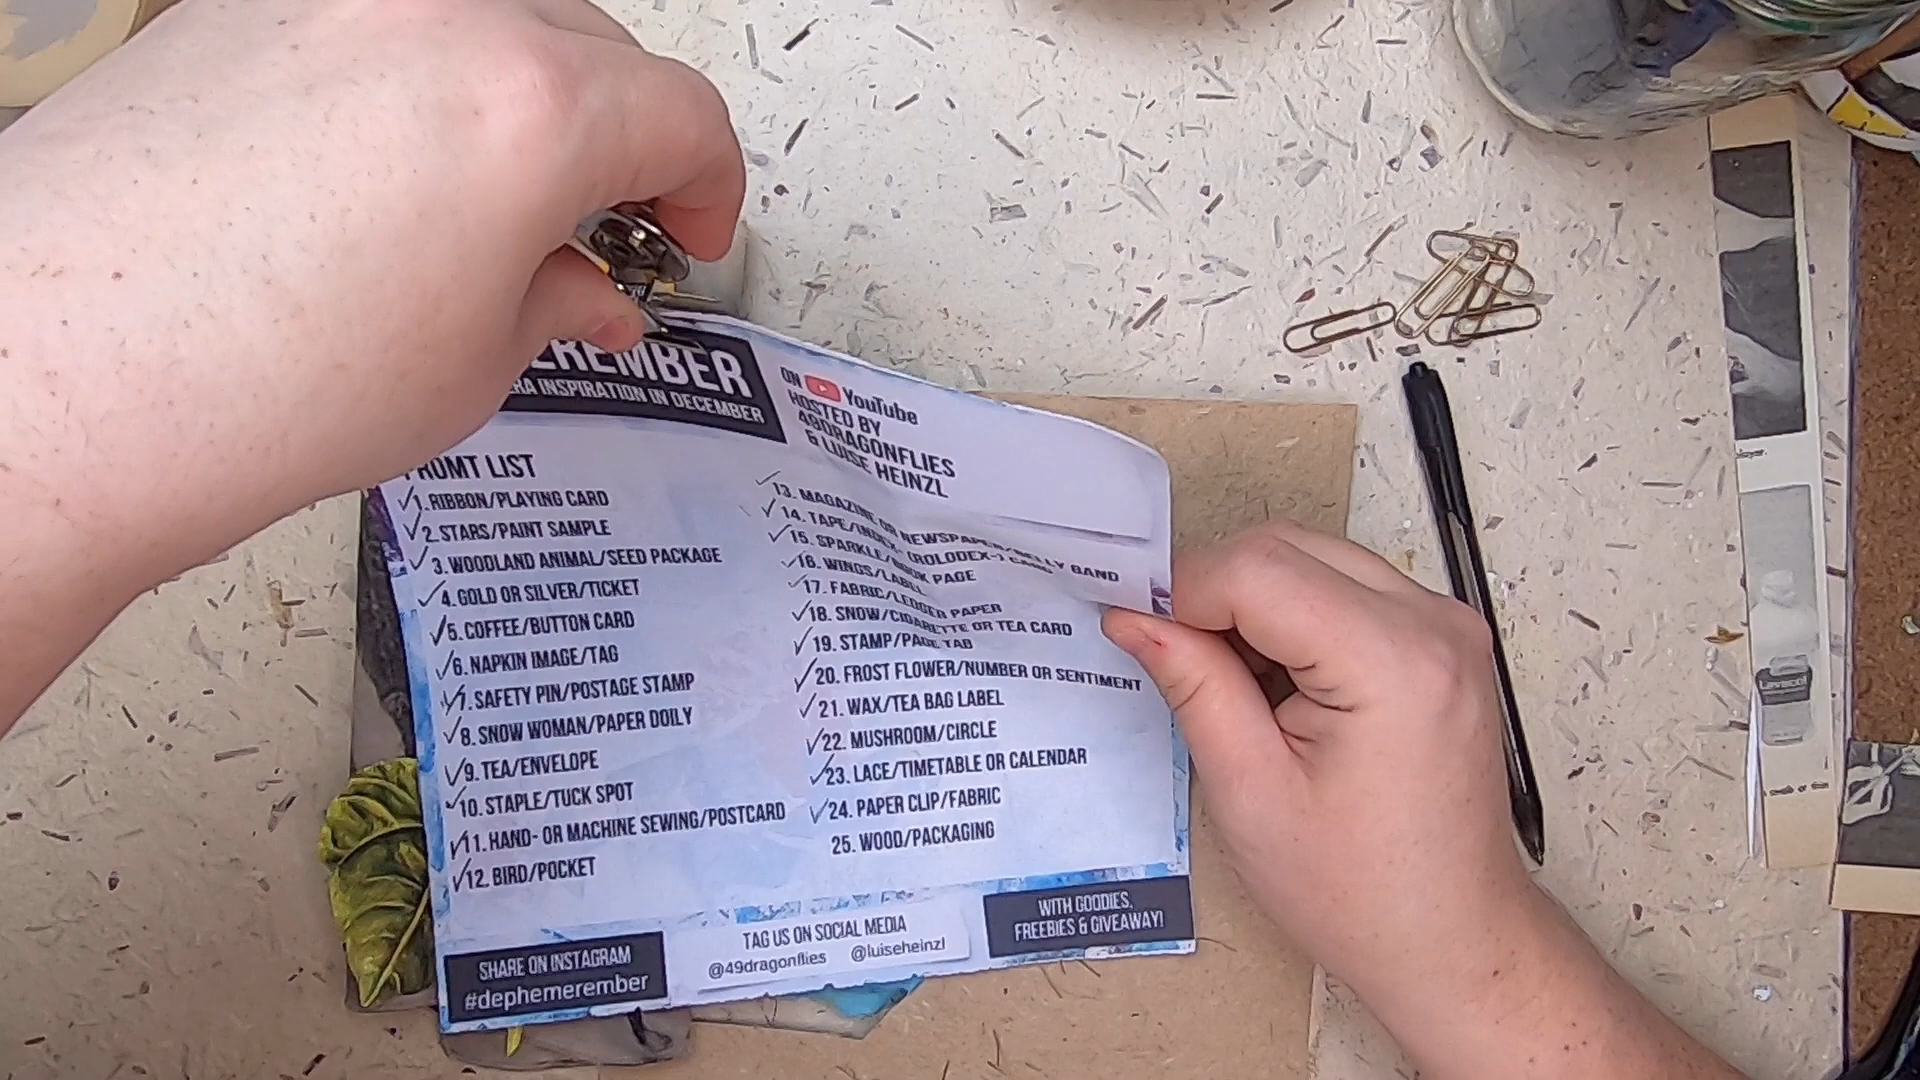 EREMBER
RA INSPIRATION IN DECEMBER
ON YouTube
HOSTED BY
49DRAGONFLIES
& LUISE HEINZL
ROMT LIST
1. RIBBON/PLAYING CARD
2. STARS/PAINT SAMPLE
3. WOODLAND ANIMAL/SEED PACKAGE
4. GOLD OR SILVER/TICKET
5. COFFEE/BUTTON CARD
6. NAPKIN IMAGE/TAG
7. SAFETY PIN/POSTAGE STAMP
8. SNOW WOMAN/PAPER DOILY
9. TEA/ENVELOPE
10. STAPLE/TUCK SPOT
11. HAND- OR MACHINE SEWING/POSTCARD
12. BIRD/POCKET
13. MAGAZINE OR NEWSPAPER/BELLY BAND
14. TAPE/INDEX- (ROLODEX-) CARD
15. SPARKLE/BOOK PAGE
16. WINGS/LABEL
17. FABRIC/LEDGER PAPER
18. SNOW/CIGARETTE OR TEA CARD
19. STAMP/PAGE TAB
20. FROST FLOWER/NUMBER OR SENTIMENT
21. WAX/TEA BAG LABEL
22. MUSHROOM/CIRCLE
23. LACE/TIMETABLE OR CALENDAR
24. PAPER CLIP/FABRIC
25. WOOD/PACKAGING
SHARE ON INSTAGRAM
#dephemerember
TAG US ON SOCIAL MEDIA
@49dragonflies @luiseheinzl
WITH GOODIES,
FREEBIES & GIVEAWAY!